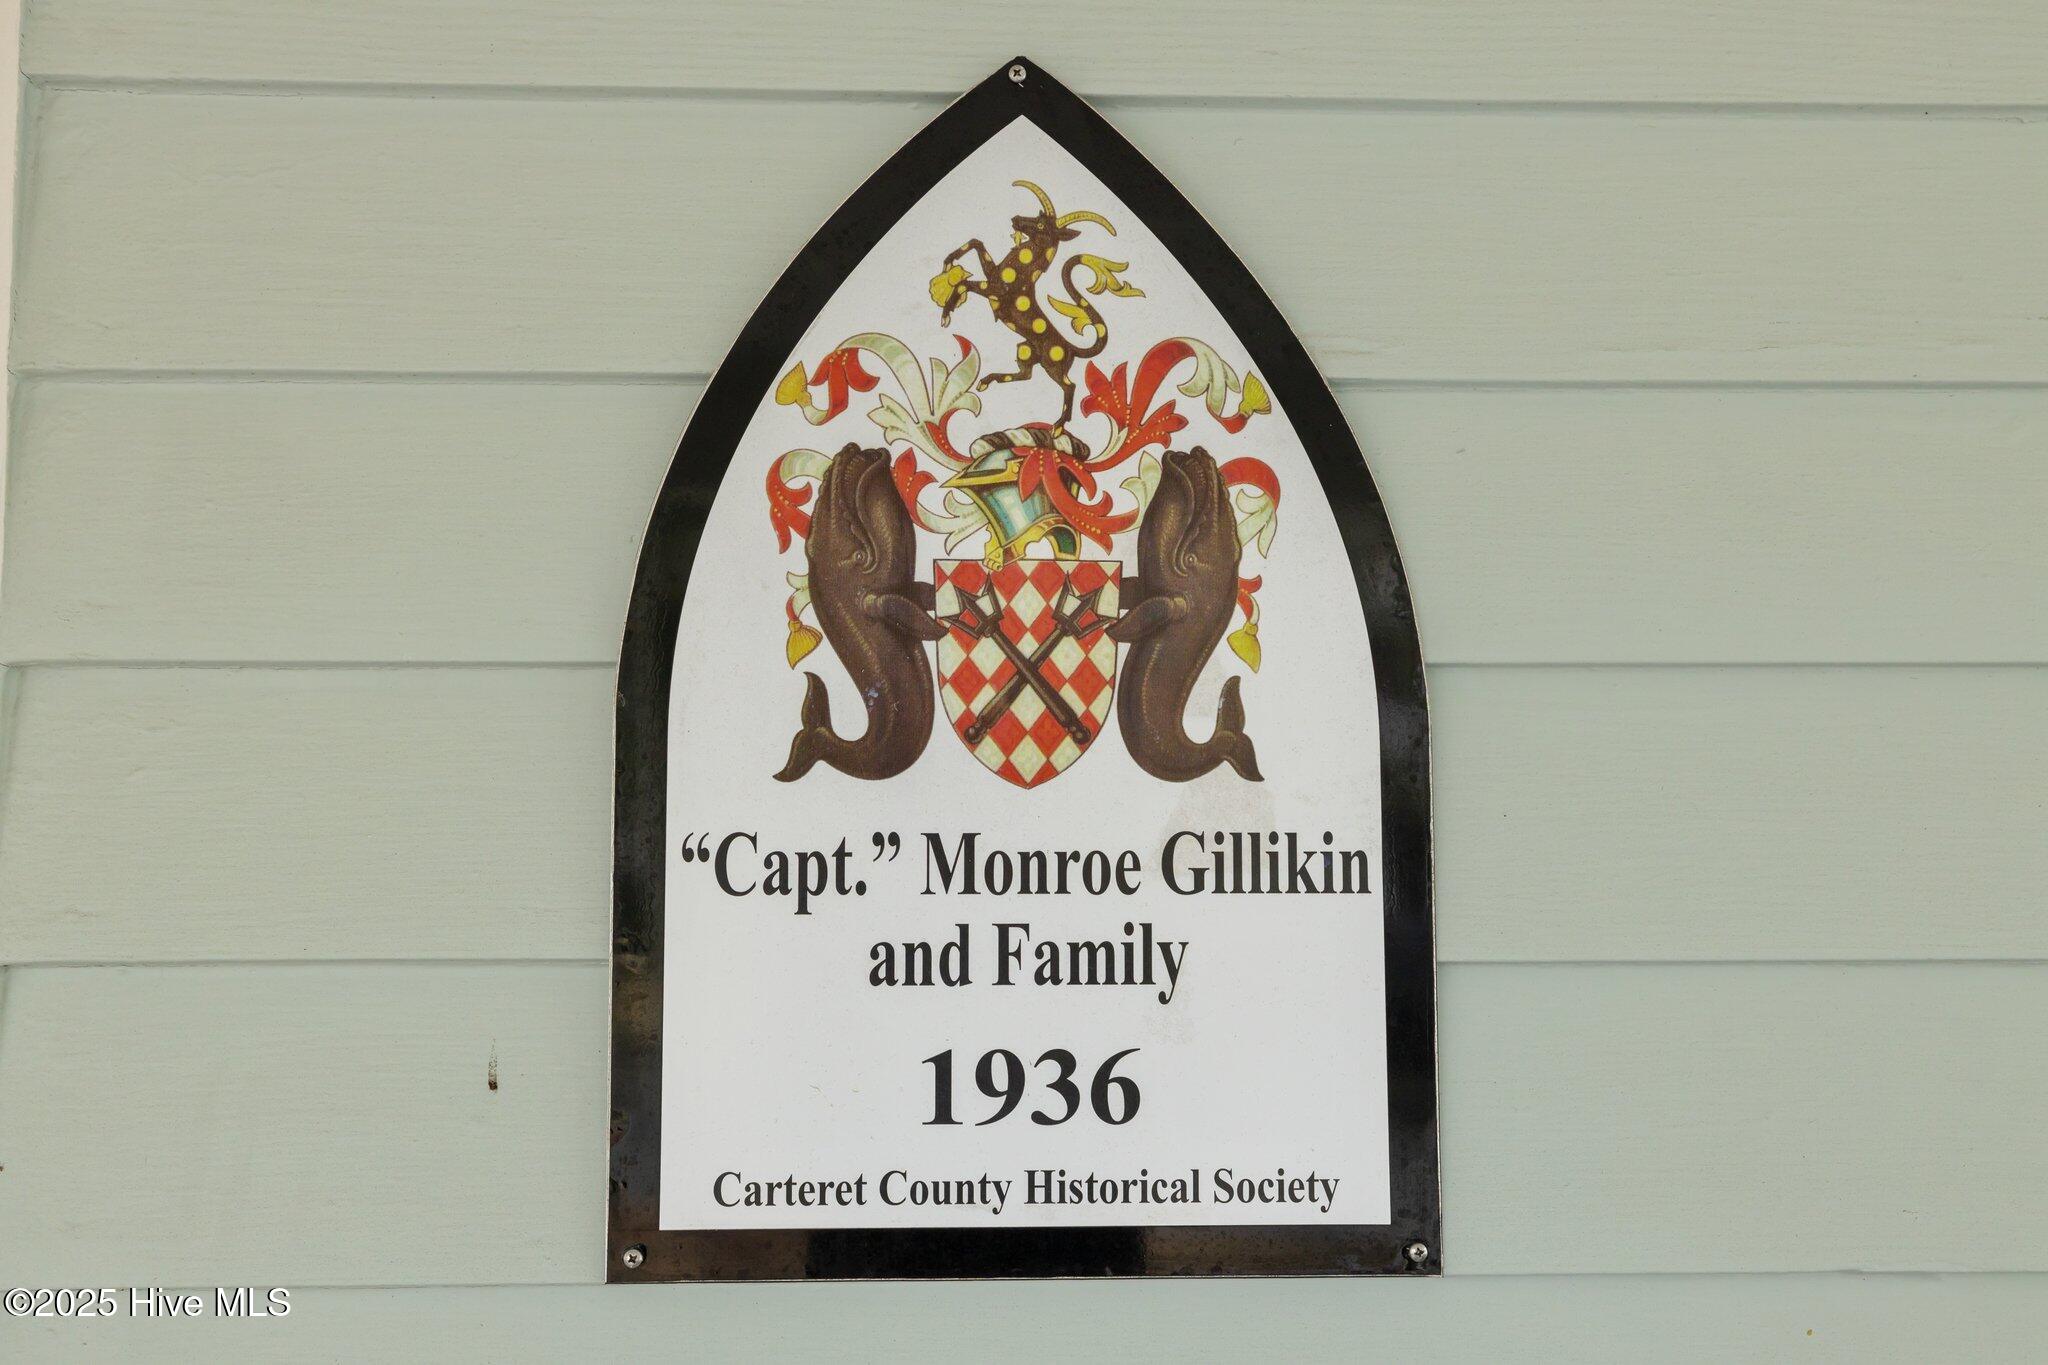 “Capt.” Monroe Gillikin
and Family
1936
Carteret County Historical Society
©2025 Hive MLS